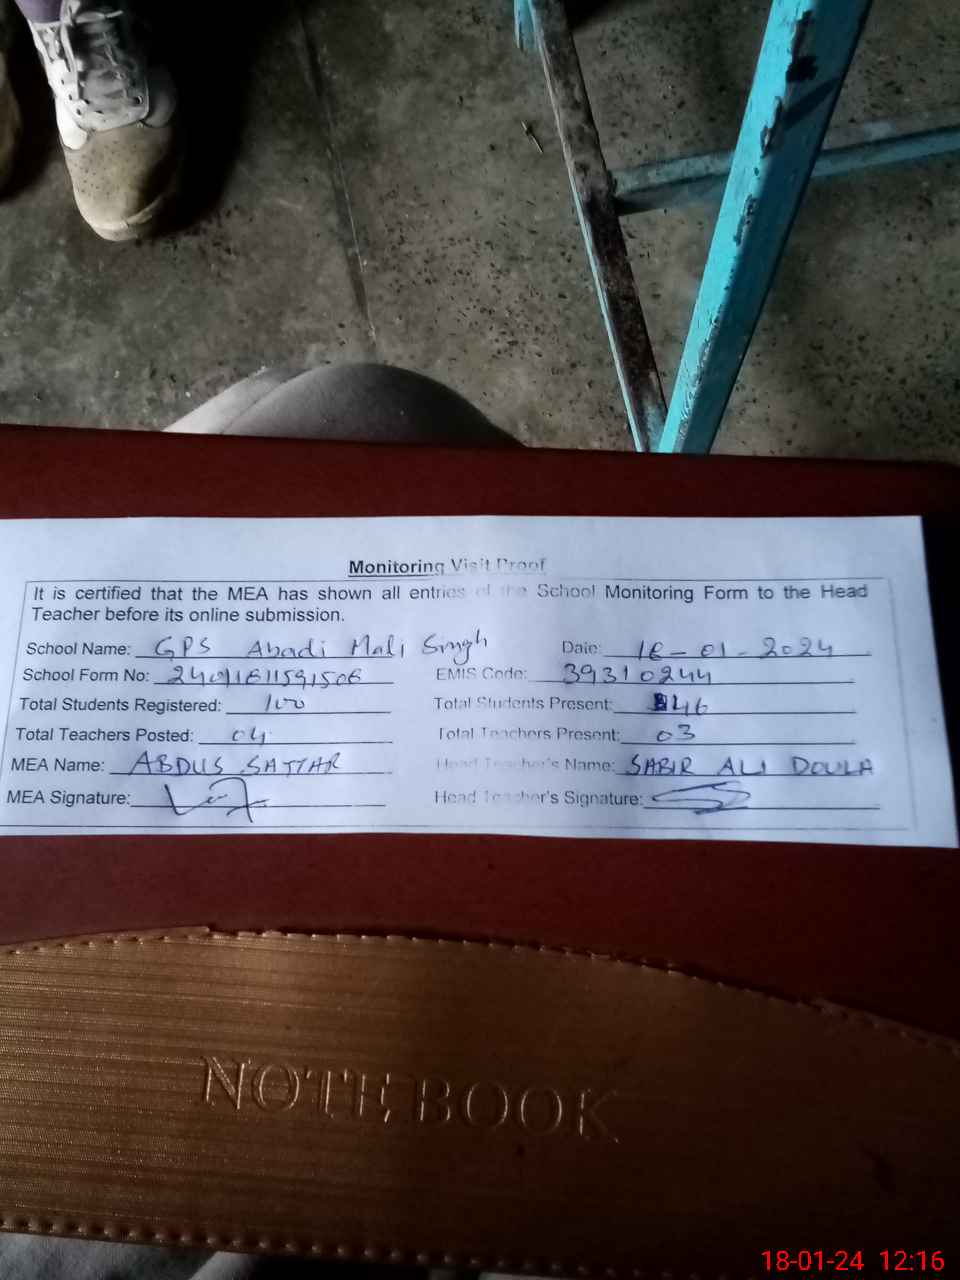 Monitoring Visit Proof
It is certified that the MEA has shown all entries of the School Monitoring Form to the Head
Teacher before its online submission.
School Name: GPS Abadi Mali Singh Date: 18-01-2024
School Form No: EMIS Code: 39310244
Total Students Registered: 100 Total Students Present: 46
Total Teachers Posted: 04 Total Teachers Present: 03
MEA Name: ABDUS SATTAR Head Teacher's Name: SABIR ALI DOULA
MEA Signature: Head Teacher's Signature:
NOTE BOOK
18-01-24 12:16